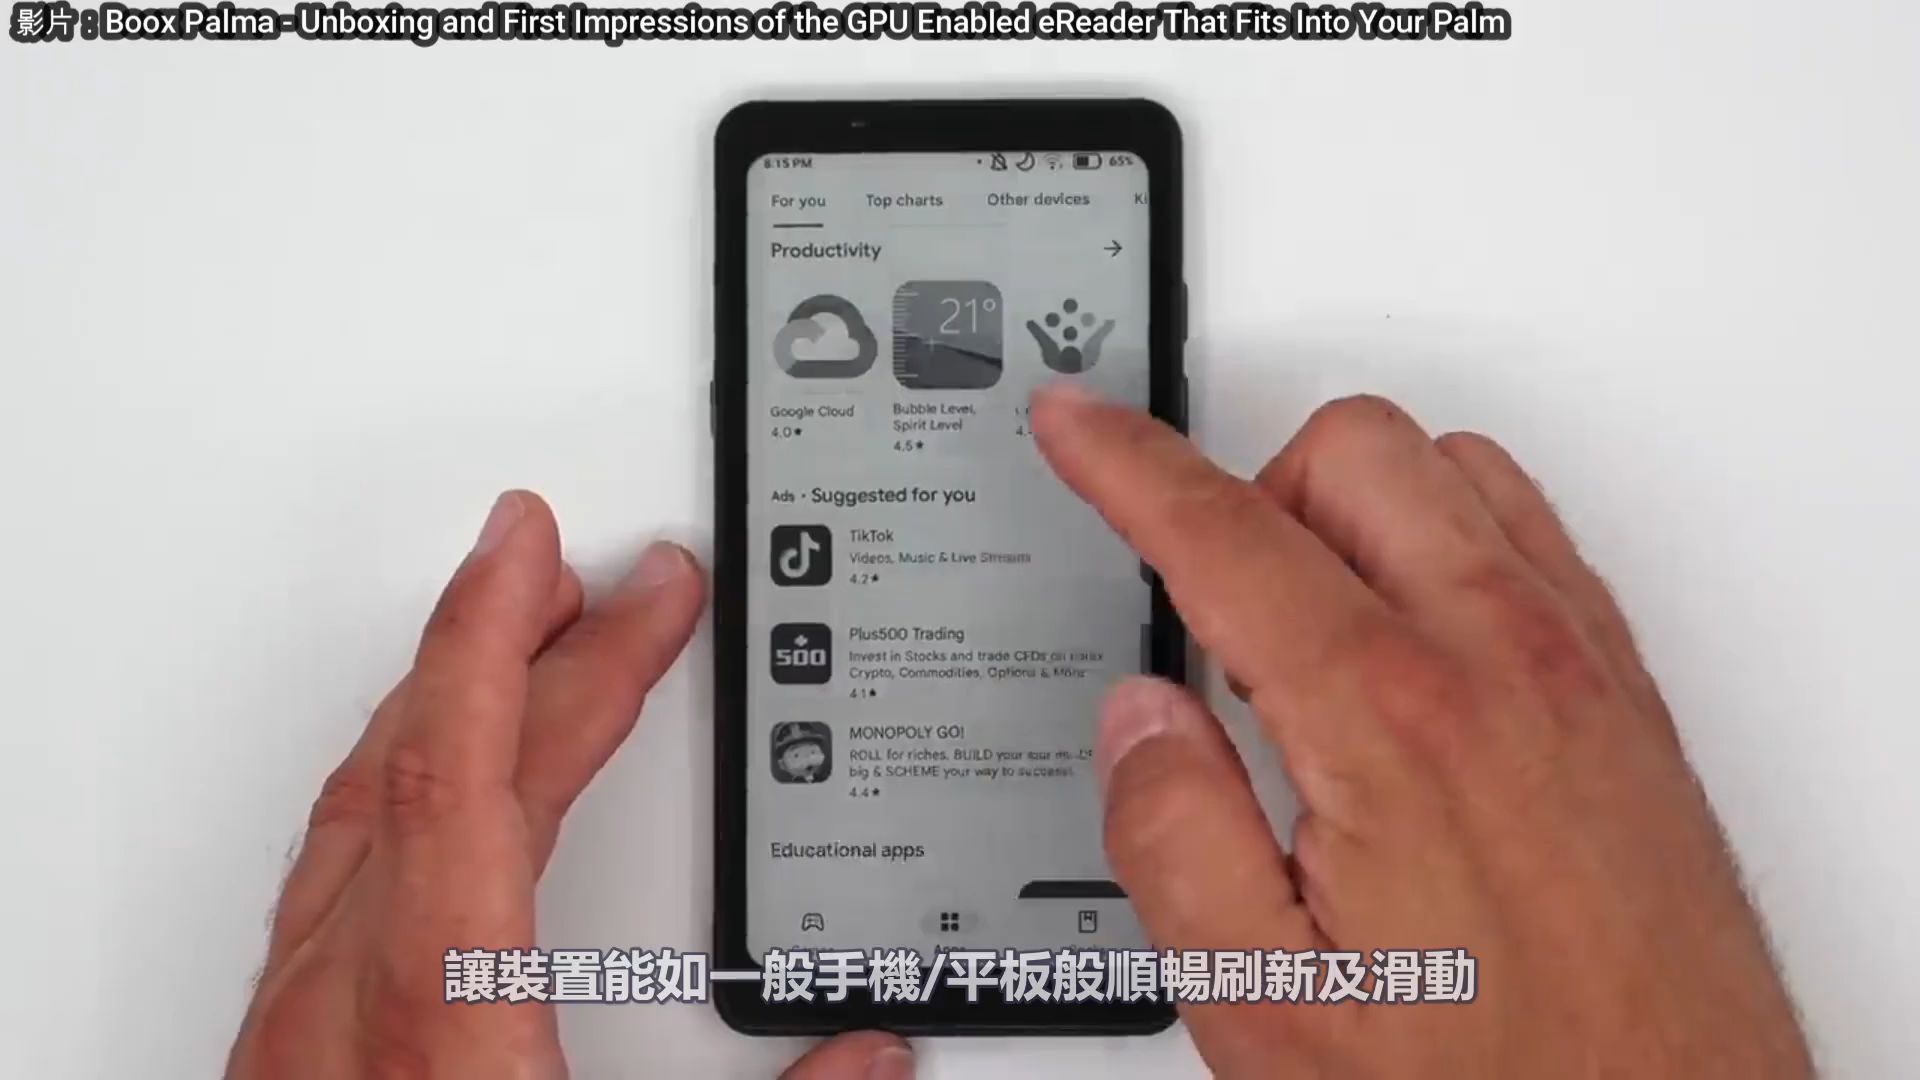 影片 : Boox Palma - Unboxing and First Impressions of the GPU Enabled eReader That Fits Into Your Palm
8:15 PM
65%
For you Top charts Other devices Ki
Productivity
21°
Google Cloud
4.0★
Bubble Level,
Spirit Level
4.5★
4.
Ads · Suggested for you
TikTok
Videos, Music & Live Streams
4.2★
500
Plus500 Trading
Invest in Stocks and trade CFDs on
Crypto, Commodities, Options & More
4.1★
MONOPOLY GO!
ROLL for riches. BUILD your
big & SCHEME your way to success!
4.4★
Educational apps
讓裝置能如一般手機/平板般順暢刷新及滑動